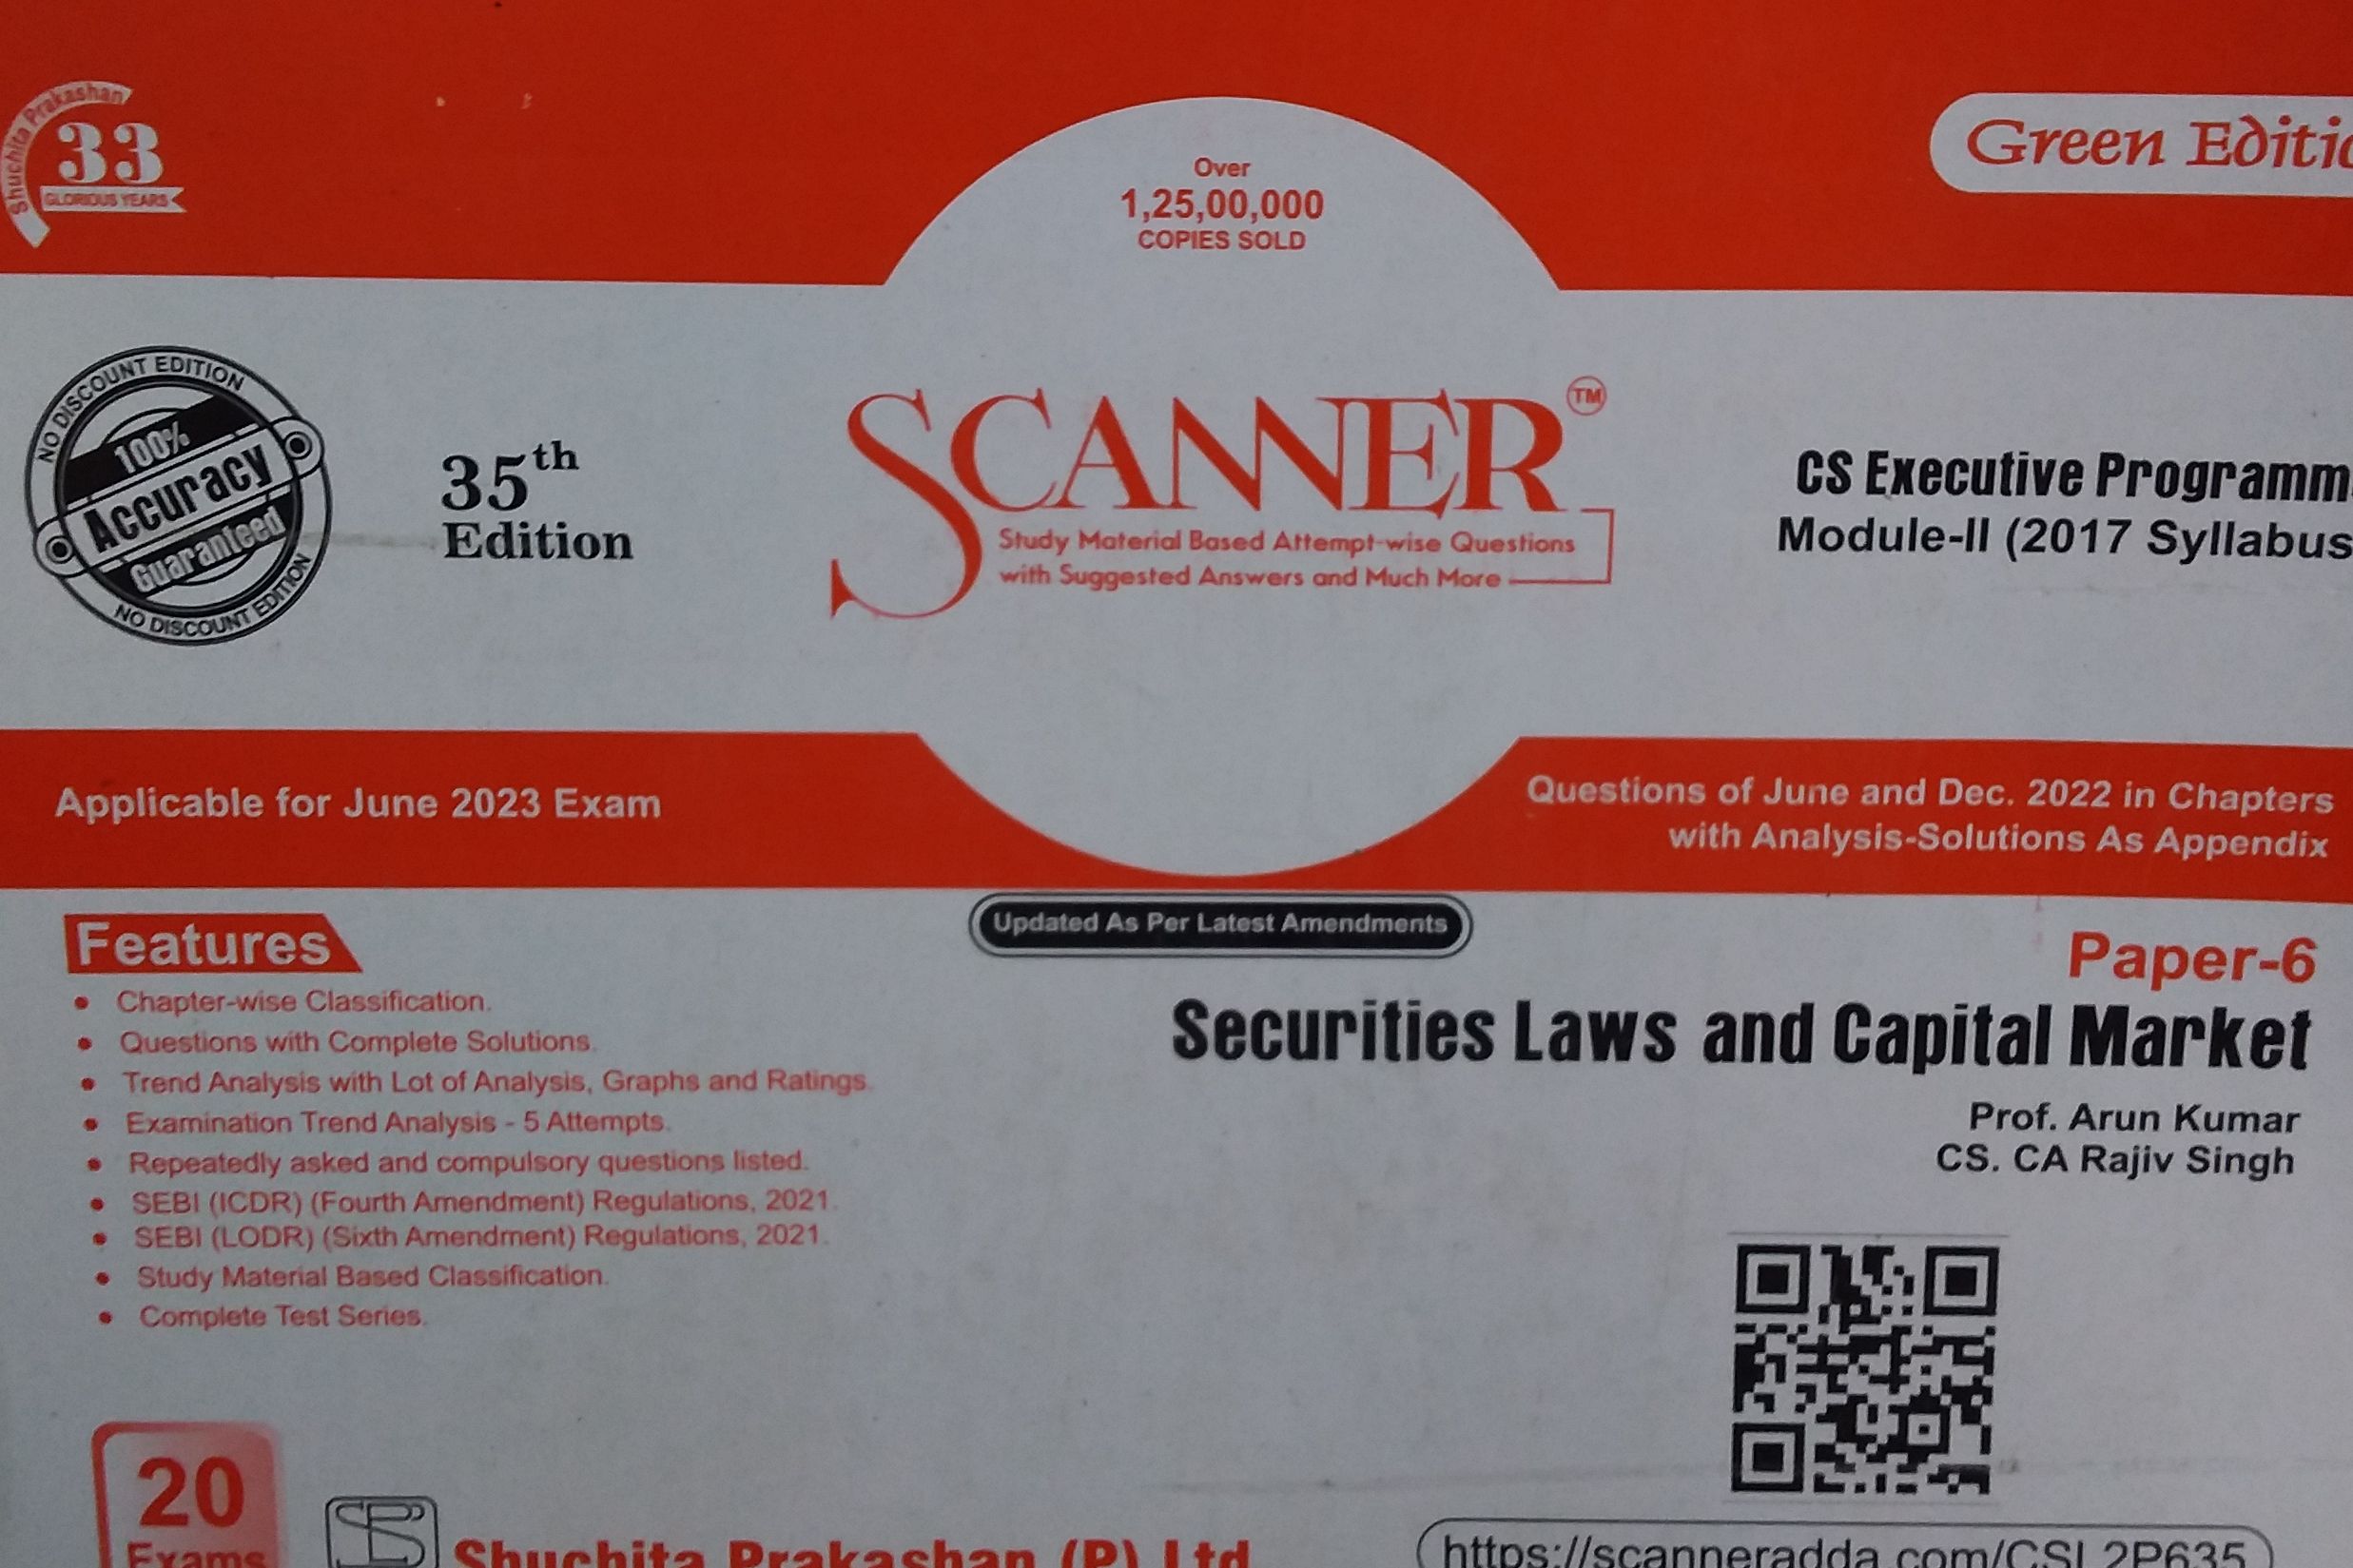 Shuchita Prakashan
33
GLORIOUS YEARS
Over
1,25,00,000
COPIES SOLD
Green Editio
NO DISCOUNT EDITION
100%
Accuracy
Guaranteed
NO DISCOUNT EDITION
35th
Edition
SCANNER TM
Study Material Based Attempt-wise Questions
with Suggested Answers and Much More
CS Executive Programm
Module-II (2017 Syllabus
Applicable for June 2023 Exam
Questions of June and Dec. 2022 in Chapters
with Analysis-Solutions As Appendix
Updated As Per Latest Amendments
Features
• Chapter-wise Classification.
• Questions with Complete Solutions.
• Trend Analysis with Lot of Analysis, Graphs and Ratings.
• Examination Trend Analysis - 5 Attempts.
• Repeatedly asked and compulsory questions listed.
• SEBI (ICDR) (Fourth Amendment) Regulations, 2021.
• SEBI (LODR) (Sixth Amendment) Regulations, 2021.
• Study Material Based Classification.
• Complete Test Series.
Paper-6
Securities Laws and Capital Market
Prof. Arun Kumar
CS. CA Rajiv Singh
20
Exams
Shuchita Prakashan (P) Ltd
https://scanneradda.com/CSL2P635